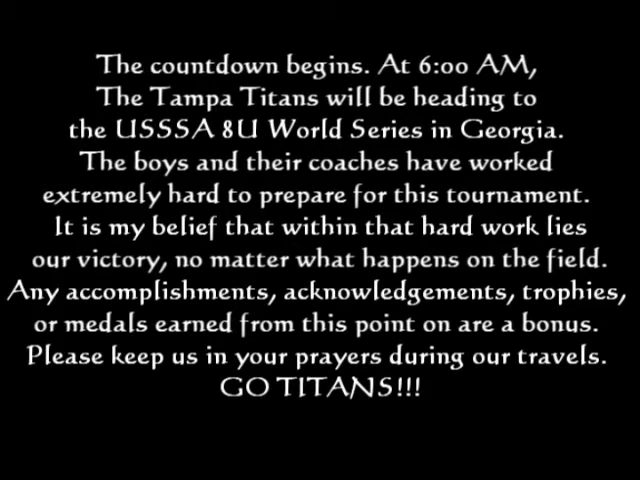 The countdown begins. At 6:00 AM,
The Tampa Titans will be heading to
the USSSA 8U World Series in Georgia.
The boys and their coaches have worked
extremely hard to prepare for this tournament.
It is my belief that within that hard work lies
our victory, no matter what happens on the field.
Any accomplishments, acknowledgements, trophies,
or medals earned from this point on are a bonus.
Please keep us in your prayers during our travels.
GO TITANS!!!